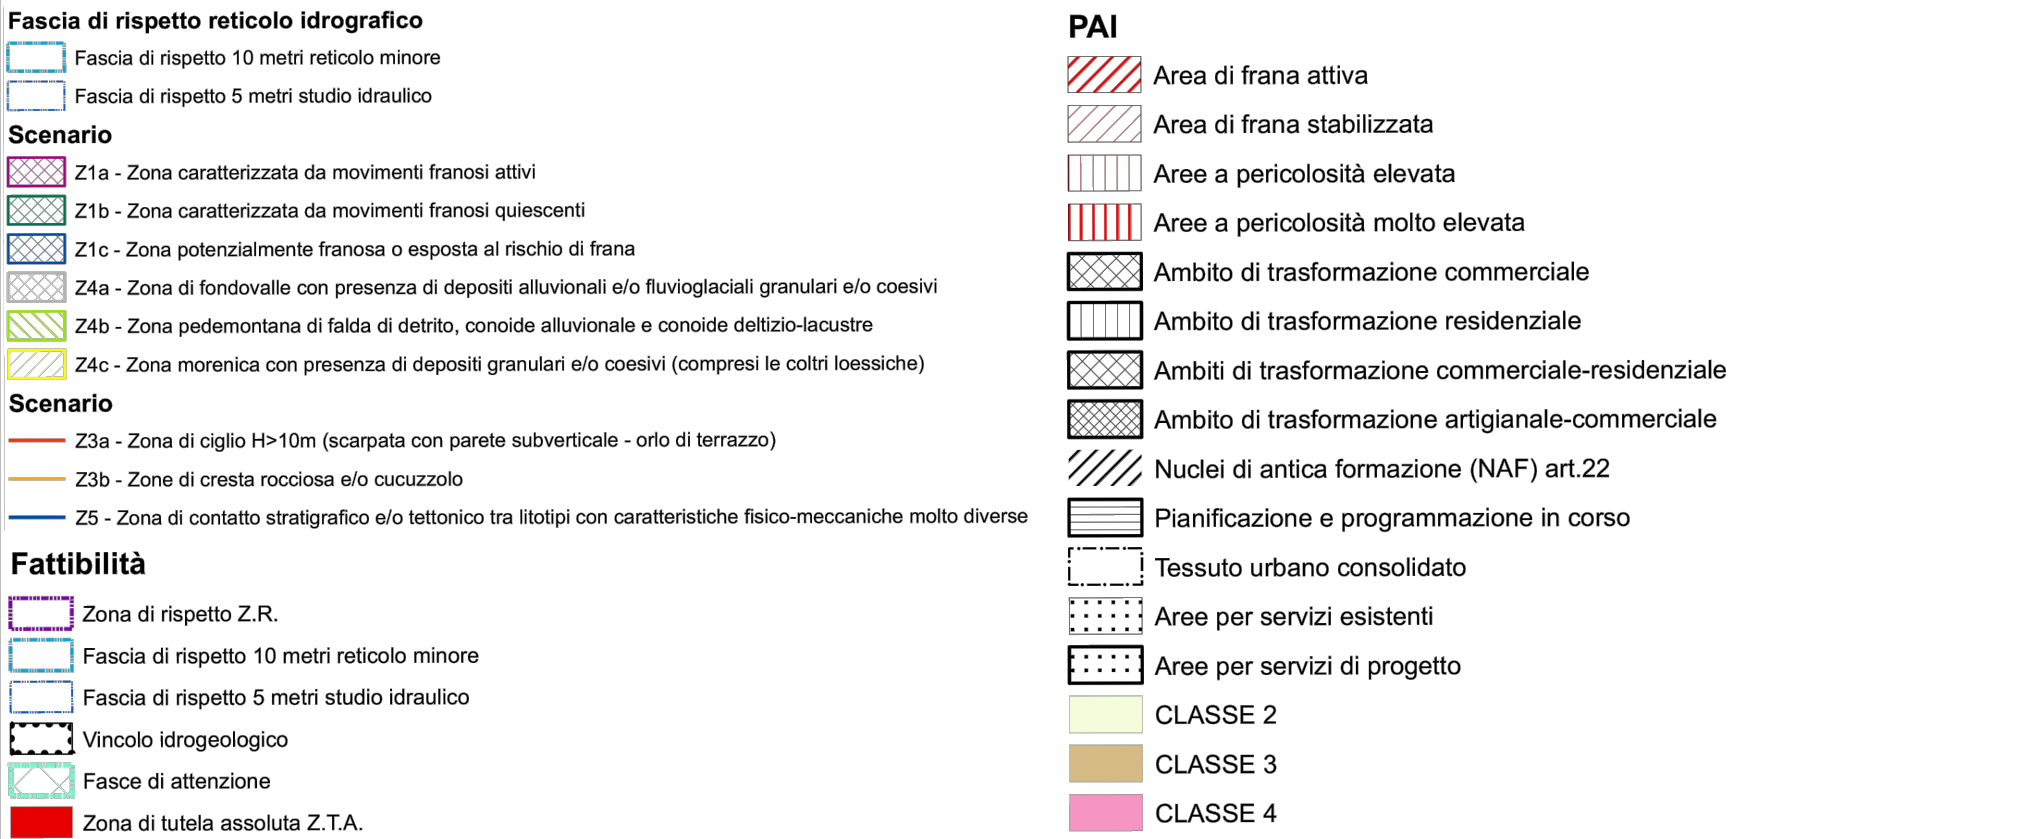 Fascia di rispetto reticolo idrografico
Fascia di rispetto 10 metri reticolo minore
Fascia di rispetto 5 metri studio idraulico
Scenario
Z1a - Zona caratterizzata da movimenti franosi attivi
Z1b - Zona caratterizzata da movimenti franosi quiescenti
Z1c - Zona potenzialmente franosa o esposta al rischio di frana
Z4a - Zona di fondovalle con presenza di depositi alluvionali e/o fluvioglaciali granulari e/o coesivi
Z4b - Zona pedemontana di falda di detrito, conoide alluvionale e conoide deltizio-lacustre
Z4c - Zona morenica con presenza di depositi granulari e/o coesivi (compresi le coltri loessiche)
Scenario
Z3a - Zona di ciglio H>10m (scarpata con parete subverticale - orlo di terrazzo)
Z3b - Zone di cresta rocciosa e/o cucuzzolo
Z5 - Zona di contatto stratigrafico e/o tettonico tra litotipi con caratteristiche fisico-meccaniche molto diverse
Fattibilità
Zona di rispetto Z.R.
Fascia di rispetto 10 metri reticolo minore
Fascia di rispetto 5 metri studio idraulico
Vincolo idrogeologico
Fasce di attenzione
Zona di tutela assoluta Z.T.A.
PAI
Area di frana attiva
Area di frana stabilizzata
Aree a pericolosità elevata
Aree a pericolosità molto elevata
Ambito di trasformazione commerciale
Ambito di trasformazione residenziale
Ambiti di trasformazione commerciale-residenziale
Ambito di trasformazione artigianale-commerciale
Nuclei di antica formazione (NAF) art.22
Pianificazione e programmazione in corso
Tessuto urbano consolidato
Aree per servizi esistenti
Aree per servizi di progetto
CLASSE 2
CLASSE 3
CLASSE 4